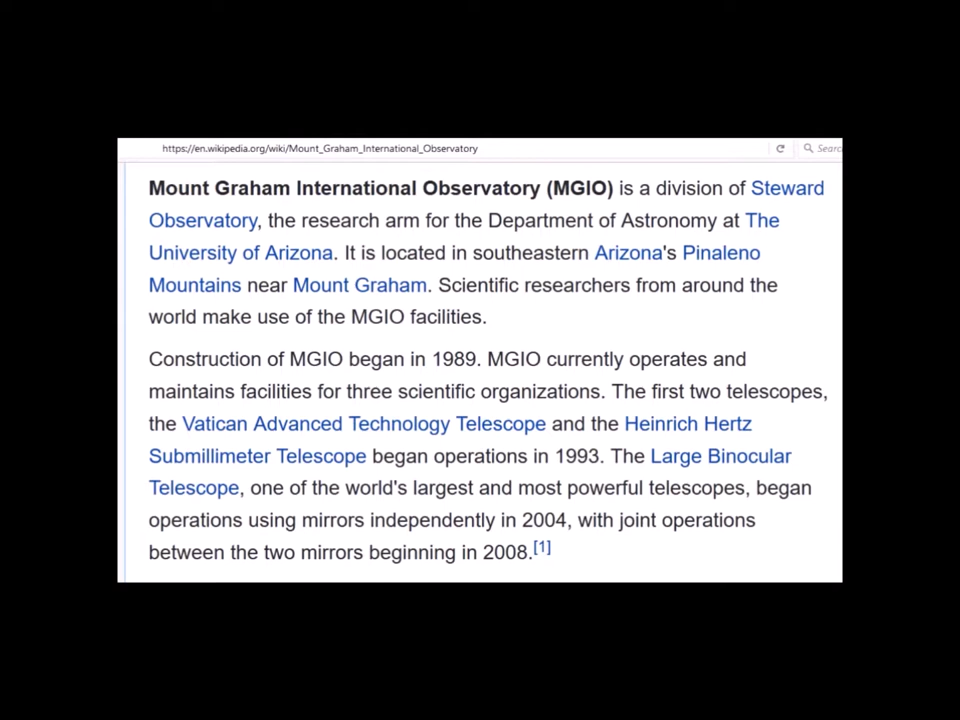 https://en.wikipedia.org/wiki/Mount_Graham_International_Observatory
Searc
Mount Graham International Observatory (MGIO) is a division of Steward
Observatory, the research arm for the Department of Astronomy at The
University of Arizona. It is located in southeastern Arizona's Pinaleno
Mountains near Mount Graham. Scientific researchers from around the
world make use of the MGIO facilities.
Construction of MGIO began in 1989. MGIO currently operates and
maintains facilities for three scientific organizations. The first two telescopes,
the Vatican Advanced Technology Telescope and the Heinrich Hertz
Submillimeter Telescope began operations in 1993. The Large Binocular
Telescope, one of the world's largest and most powerful telescopes, began
operations using mirrors independently in 2004, with joint operations
between the two mirrors beginning in 2008.[1]